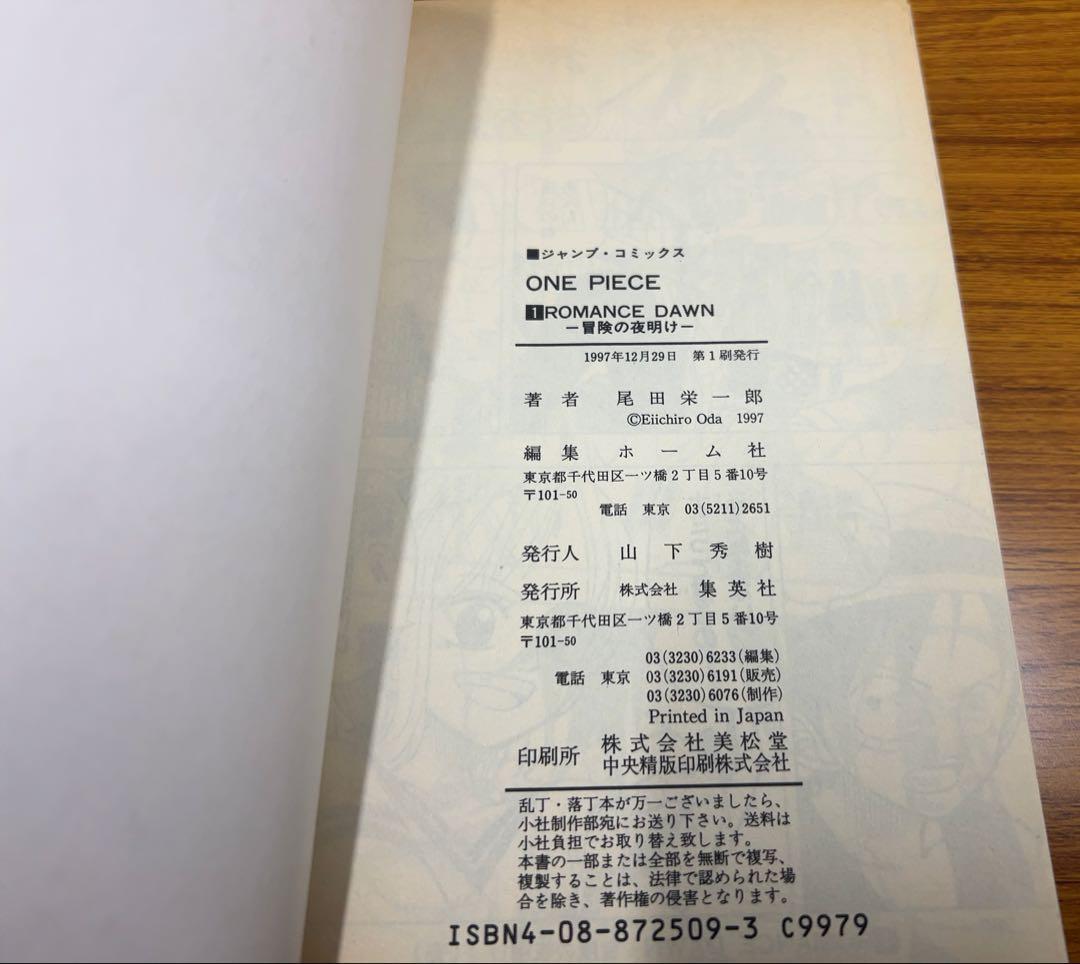 ■ジャンプ・コミックス
ONE PIECE
1ROMANCE DAWN
－冒険の夜明け－
1997年12月29日 第1刷発行
著者 尾田栄一郎
©Eiichiro Oda 1997
編集 ホーム社
東京都千代田区一ツ橋2丁目5番10号
〒101-50
電話 東京 03(5211)2651
発行人 山下秀樹
発行所 株式会社 集英社
東京都千代田区一ツ橋2丁目5番10号
〒101-50
03(3230)6233(編集)
電話 東京 03(3230)6191(販売)
03(3230)6076(制作)
Printed in Japan
印刷所 株式会社美松堂
中央精版印刷株式会社
乱丁・落丁本が万一ございましたら、
小社制作部宛にお送り下さい。送料は
小社負担でお取り替え致します。
本書の一部または全部を無断で複写、
複製することは、法律で認められた場
合を除き、著作権の侵害となります。
ISBN4-08-872509-3 C9979